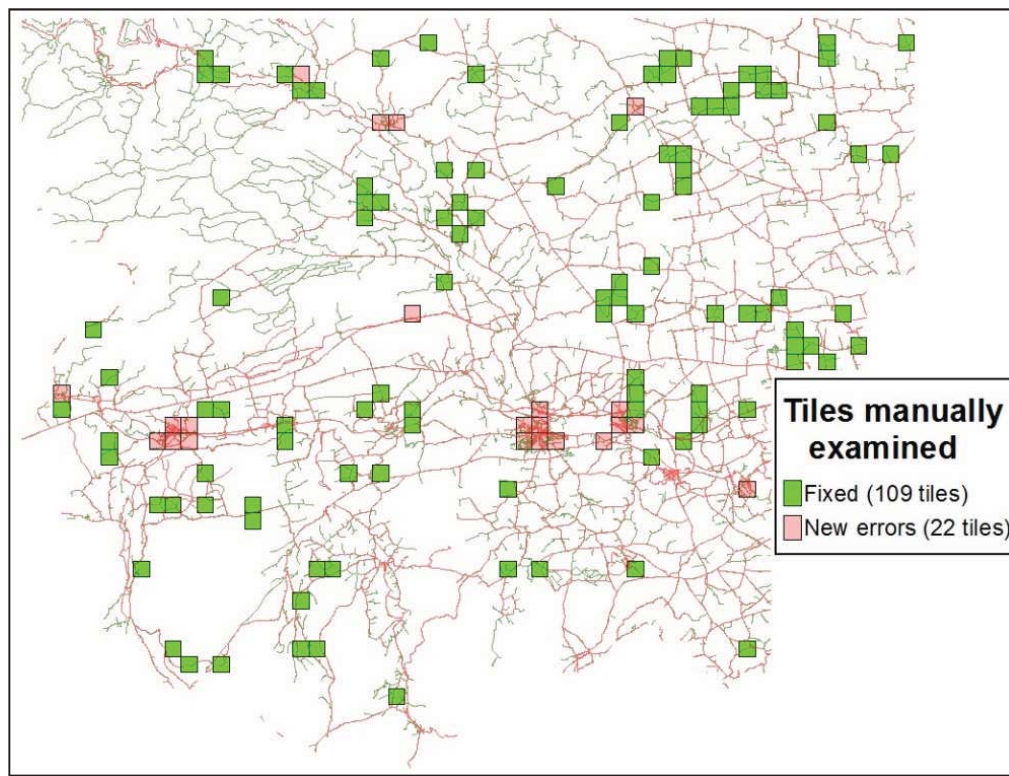 Tiles manually
examined
Fixed (109 tiles)
New errors (22 tiles)